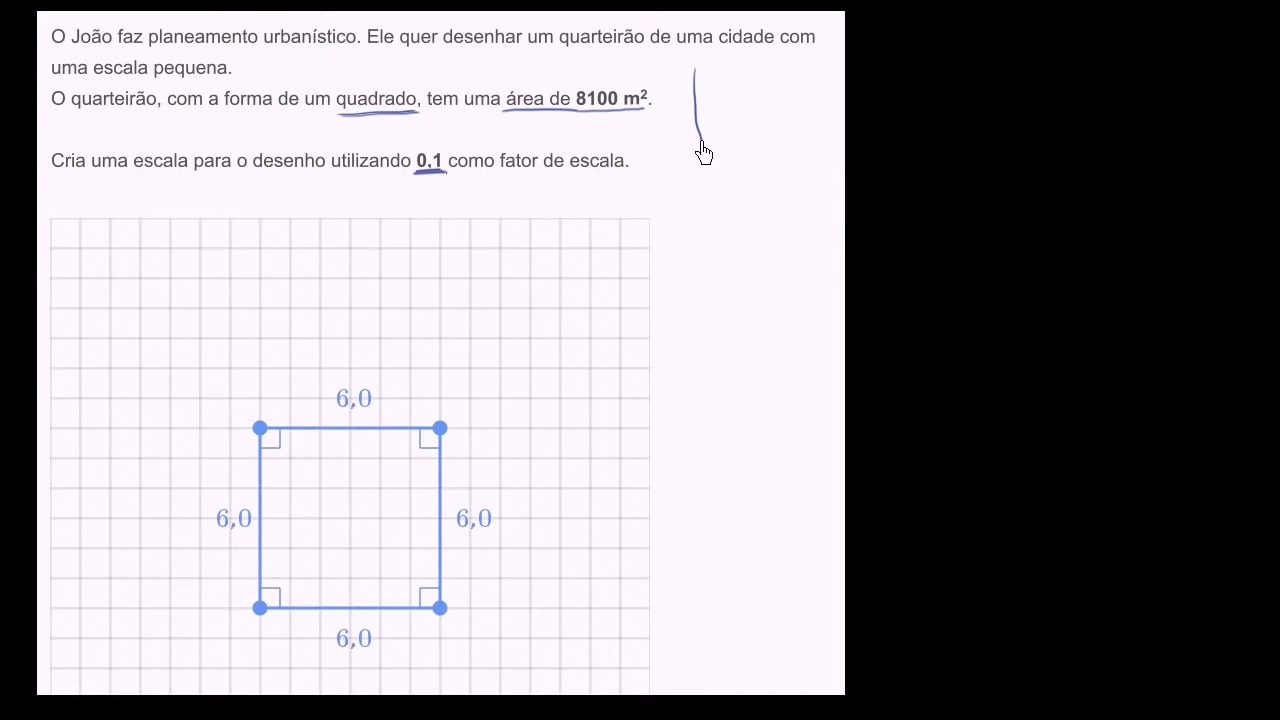 O João faz planeamento urbanístico. Ele quer desenhar um quarteirão de uma cidade com
uma escala pequena.
O quarteirão, com a forma de um quadrado, tem uma área de 8100 m².
Cria uma escala para o desenho utilizando 0,1 como fator de escala.
6,0
6,0
6,0
6,0